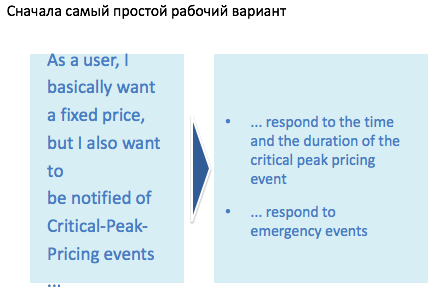 Сначала самый простой рабочий вариант
As a user, I
basically want
a fixed price,
but I also want
to
be notified of
Critical-Peak-
Pricing events
...
• ... respond to the time
and the duration of the
critical peak pricing
event
• ... respond to
emergency events